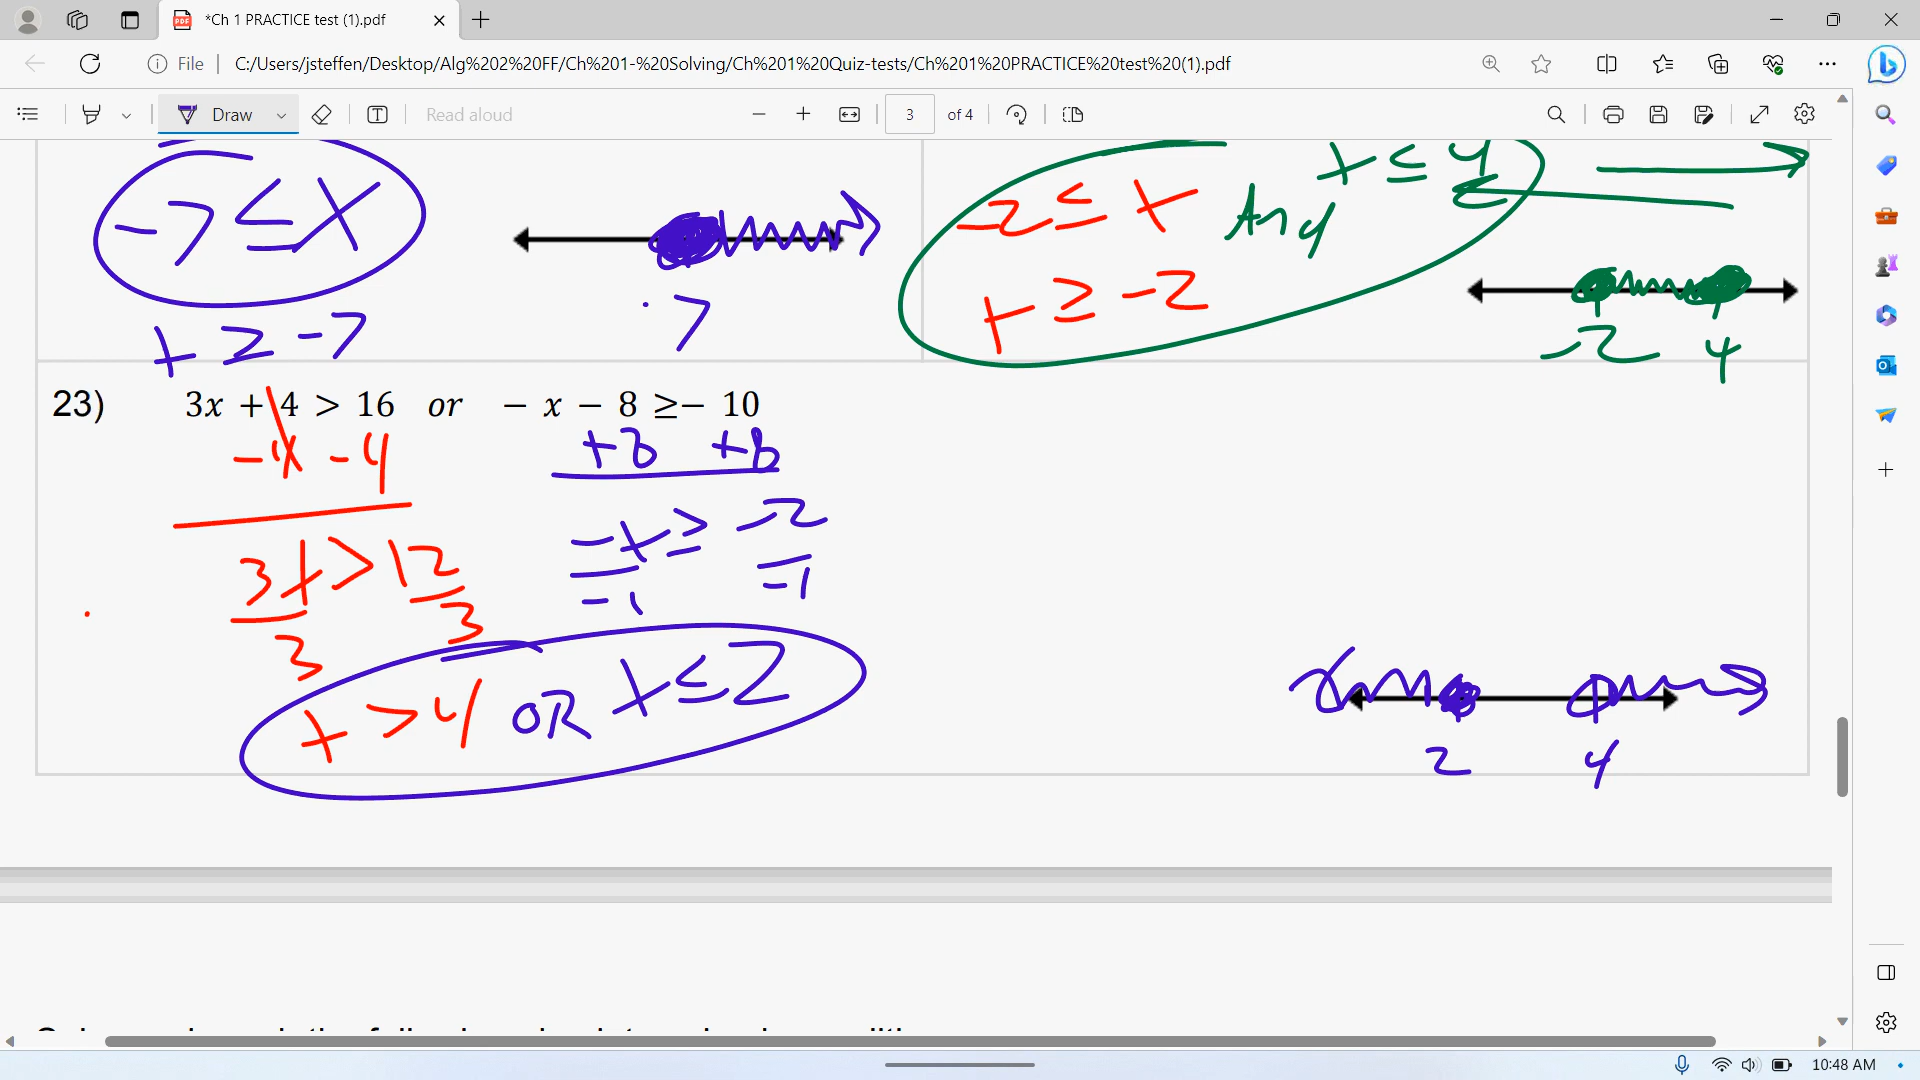 *Ch 1 PRACTICE test (1).pdf
File
C:/Users/jsteffen/Desktop/Alg%202%20FF/Ch%201-%20Solving/Ch%201%20Quiz-tests/Ch%201%20PRACTICE%20test%20(1).pdf
Draw
Read aloud
3 of 4
-7 ≤ x
+ 2 -7
-7
x ≤ 4
-2 ≤ x And
x ≥ -2
-2 4
23) 3x + 4 > 16 or - x - 8 ≥- 10
-4 -4 +8 +8
-x ≥ -2
-1 -1
3x > 12
3 3
x > 4 OR x ≤ 2
2 4
10:48 AM